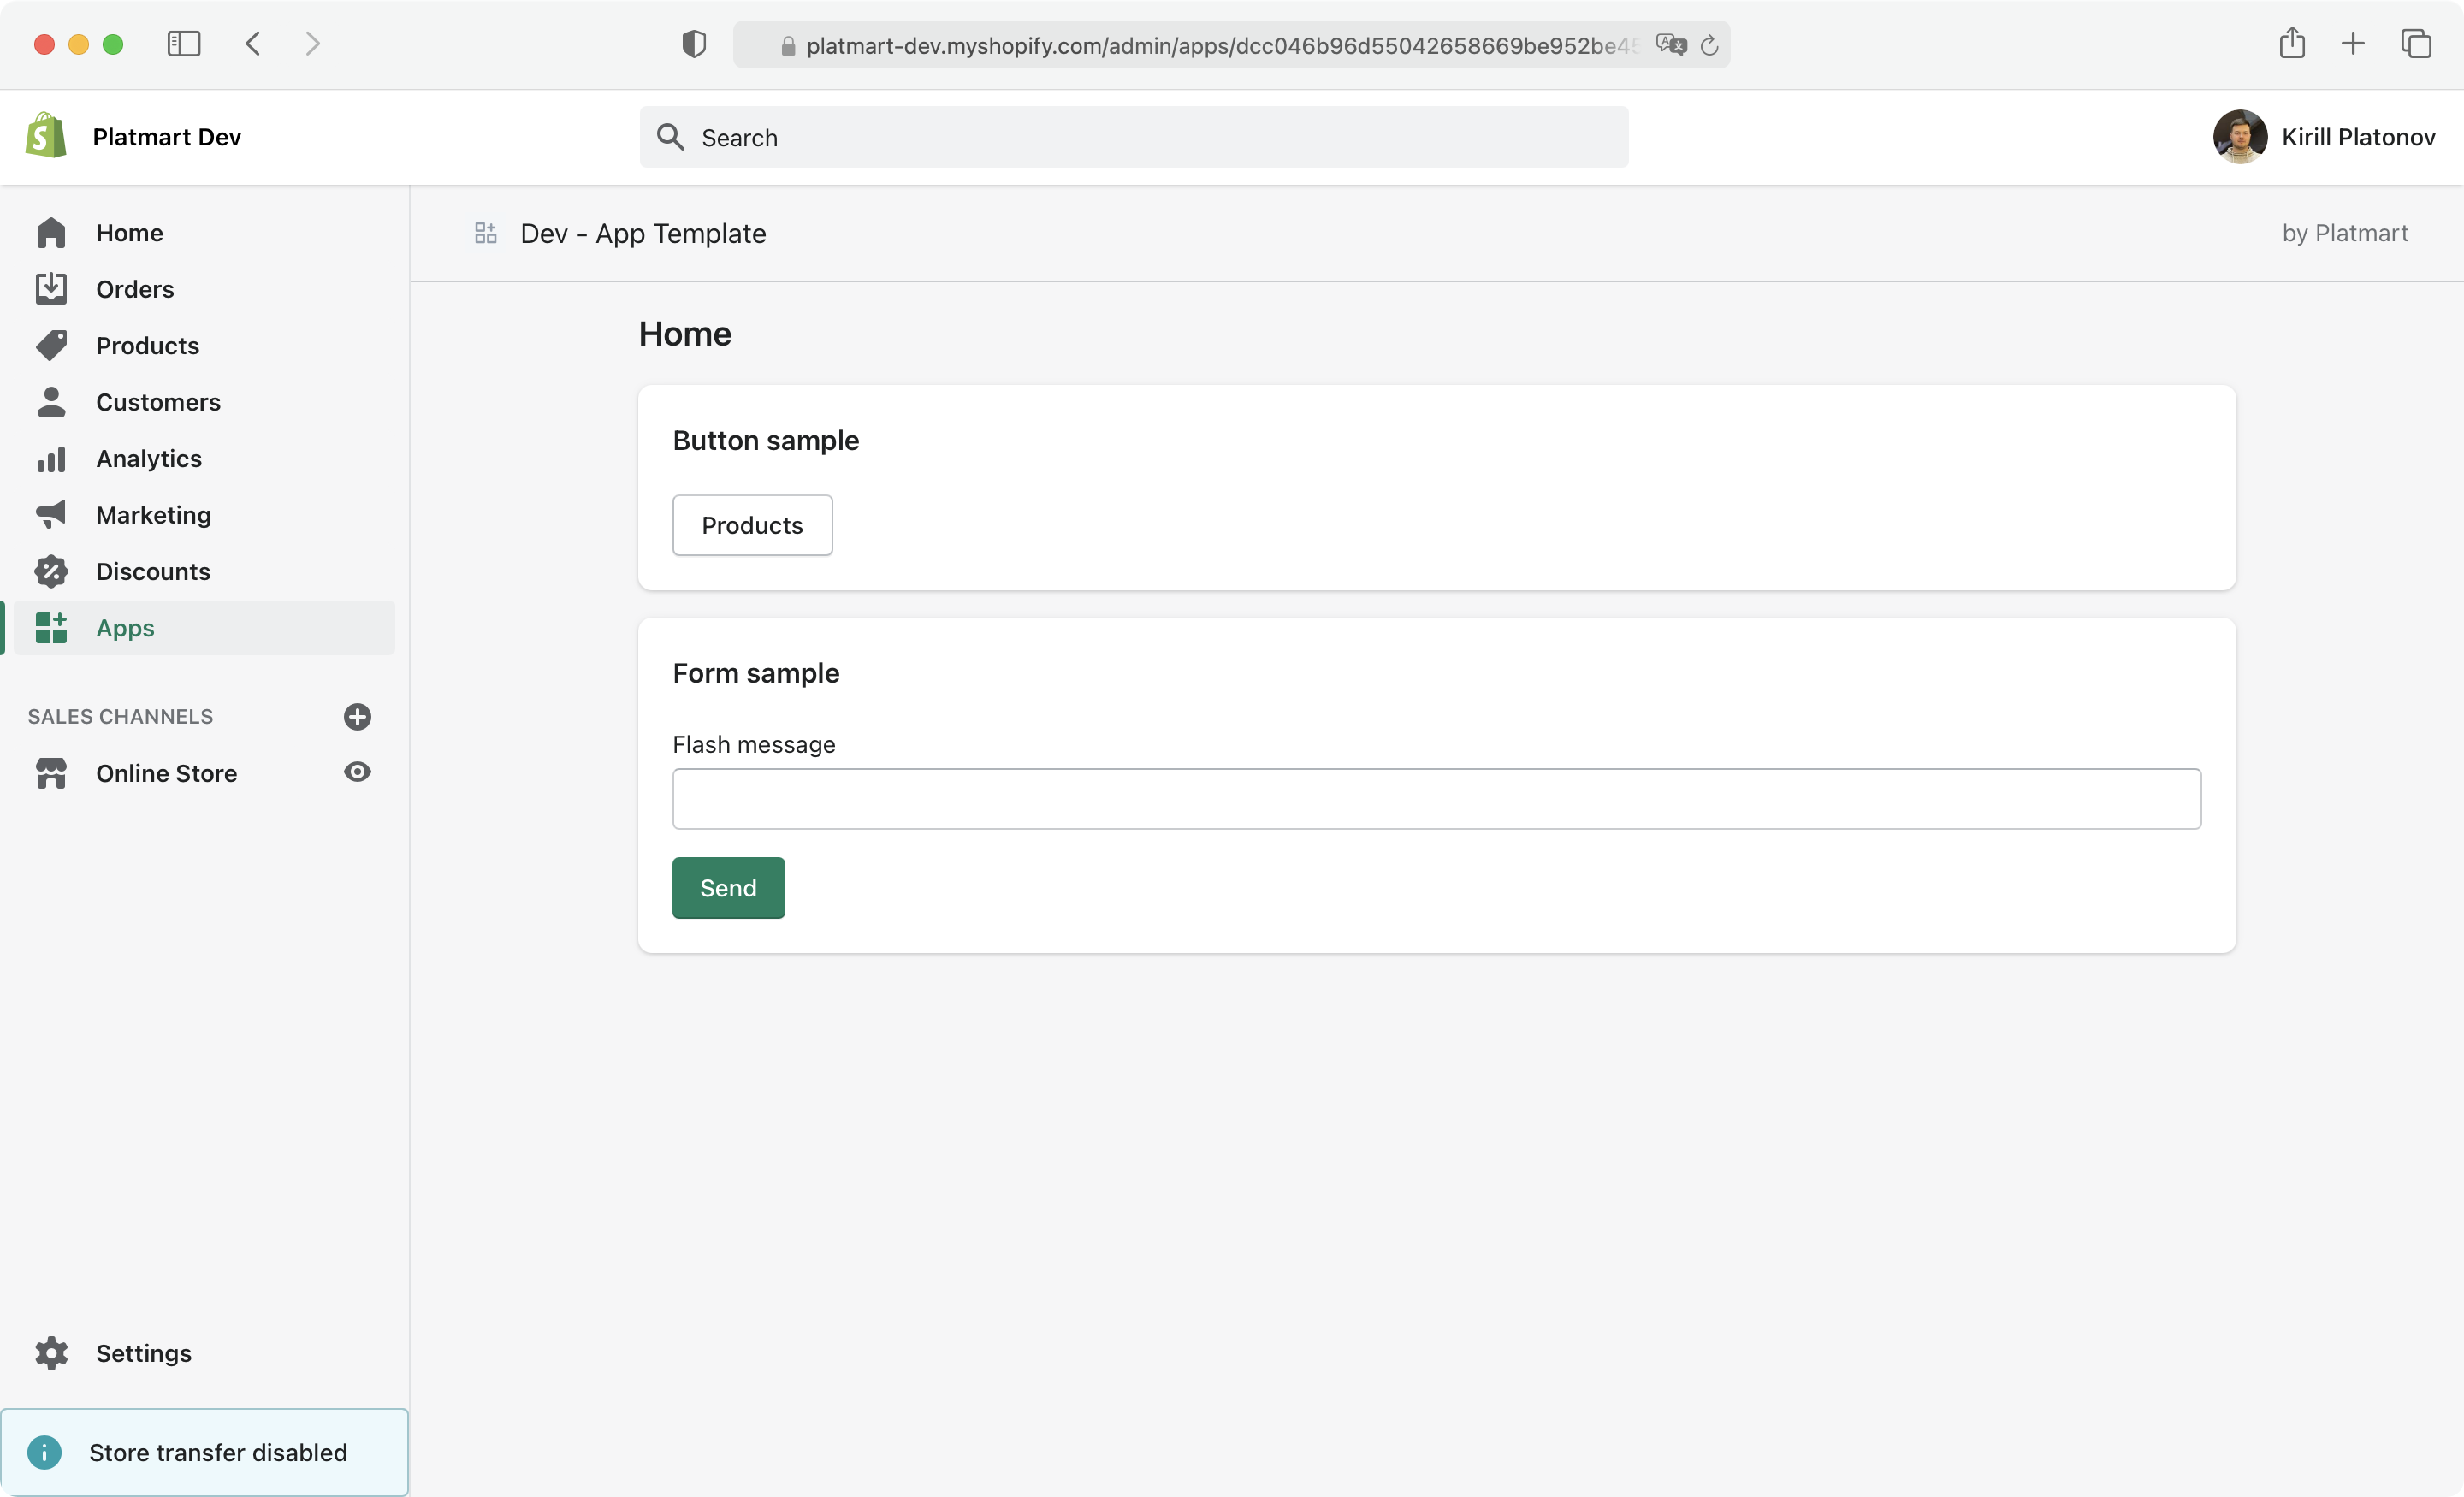 platmart-dev.myshopify.com/admin/apps/dcc046b96d55042658669be952be45
Platmart Dev
Search
Kirill Platonov
Home
Orders
Products
Customers
Analytics
Marketing
Discounts
Apps
SALES CHANNELS
Online Store
Settings
Store transfer disabled
Dev - App Template
by Platmart
Home
Button sample
Products
Form sample
Flash message
Send